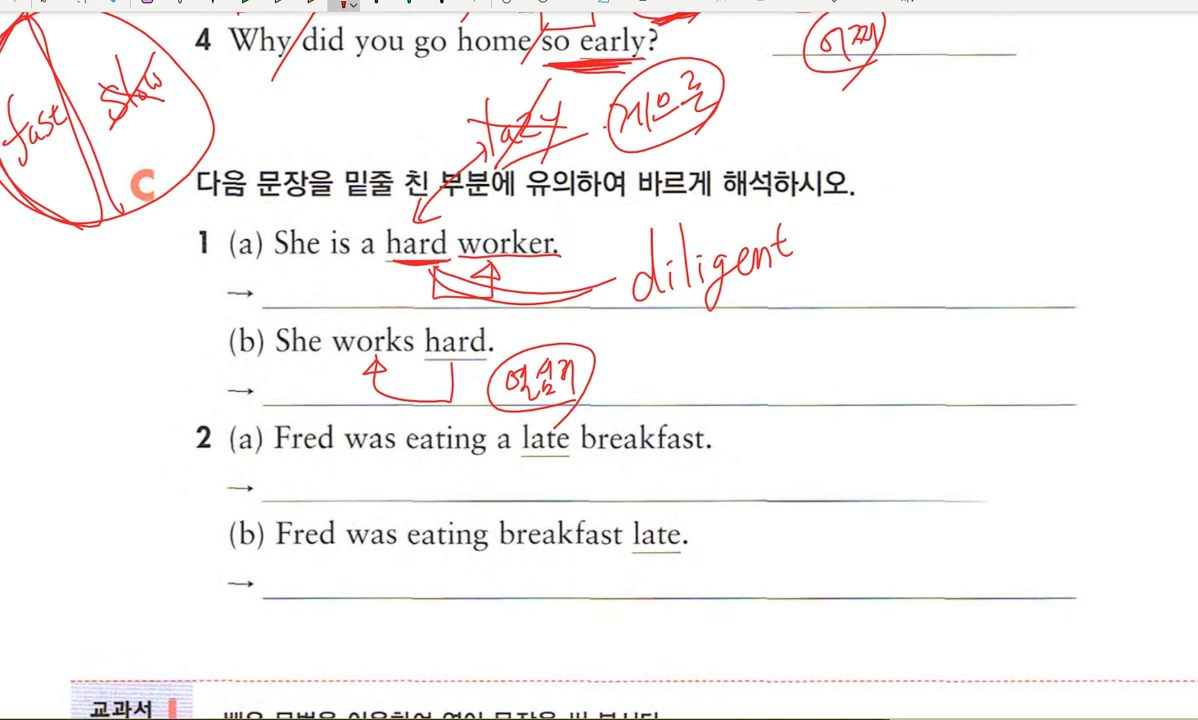 4 Why did you go home so early?
fast slow
lazy 게으른
C 다음 문장을 밑줄 친 부분에 유의하여 바르게 해석하시오.
1 (a) She is a hard worker.
diligent
→
(b) She works hard.
→ 열심히
2 (a) Fred was eating a late breakfast.
→
(b) Fred was eating breakfast late.
→
교과서